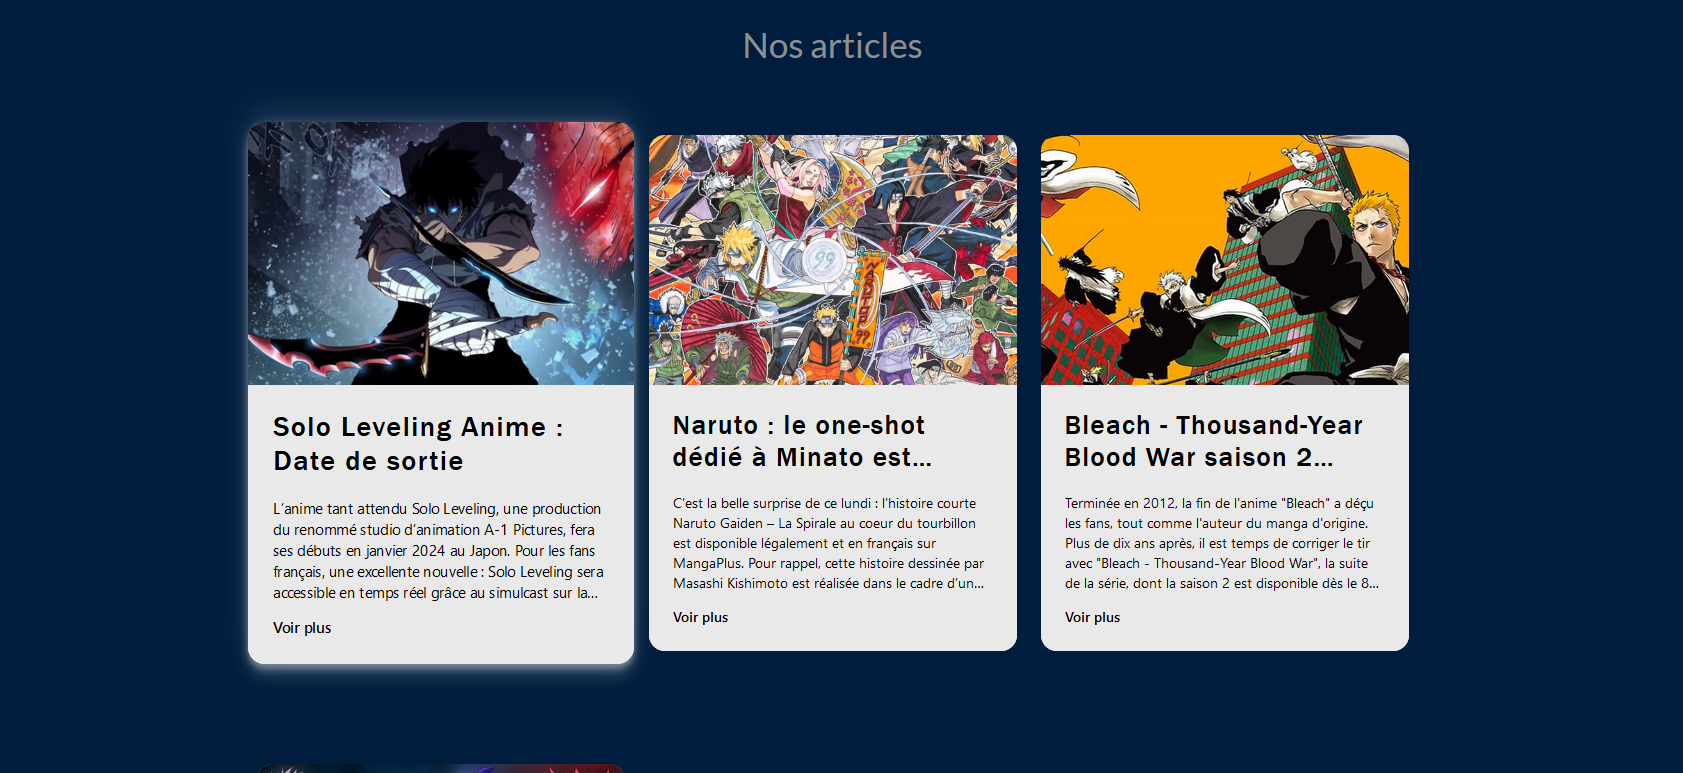 Nos articles
Solo Leveling Anime :
Date de sortie
L’anime tant attendu Solo Leveling, une production
du renommé studio d’animation A-1 Pictures, fera
ses débuts en janvier 2024 au Japon. Pour les fans
français, une excellente nouvelle : Solo Leveling sera
accessible en temps réel grâce au simulcast sur la...
Voir plus
99
NARUTO
99
Naruto : le one-shot
dédié à Minato est...
C’est la belle surprise de ce lundi : l’histoire courte
Naruto Gaiden – La Spirale au coeur du tourbillon
est disponible légalement et en français sur
MangaPlus. Pour rappel, cette histoire dessinée par
Masashi Kishimoto est réalisée dans le cadre d’un...
Voir plus
Bleach - Thousand-Year
Blood War saison 2...
Terminée en 2012, la fin de l'anime "Bleach" a déçu
les fans, tout comme l'auteur du manga d'origine.
Plus de dix ans après, il est temps de corriger le tir
avec "Bleach - Thousand-Year Blood War", la suite
de la série, dont la saison 2 est disponible dès le 8...
Voir plus